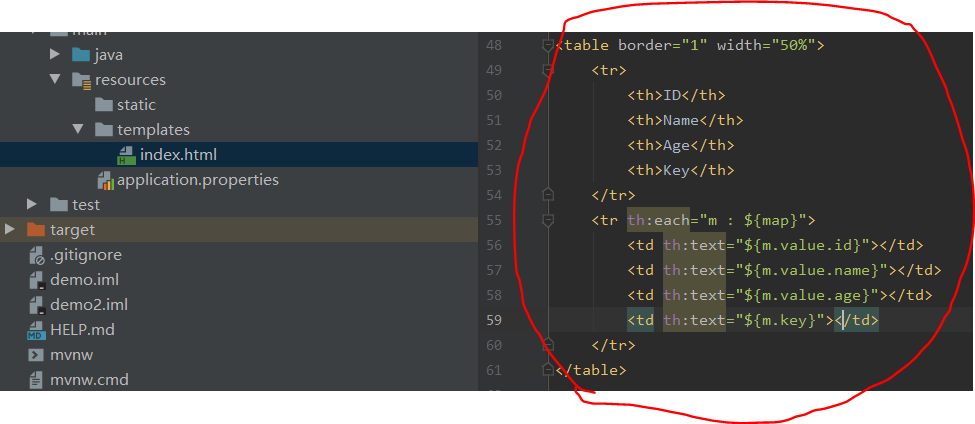 main
java
resources
static
templates
index.html
application.properties
test
target
.gitignore
demo.iml
demo2.iml
HELP.md
mvnw
mvnw.cmd
48 <table border="1" width="50%">
49 <tr>
50 <th>ID</th>
51 <th>Name</th>
52 <th>Age</th>
53 <th>Key</th>
54 </tr>
55 <tr th:each="m : ${map}">
56 <td th:text="${m.value.id}"></td>
57 <td th:text="${m.value.name}"></td>
58 <td th:text="${m.value.age}"></td>
59 <td th:text="${m.key}"></td>
60 </tr>
61 </table>